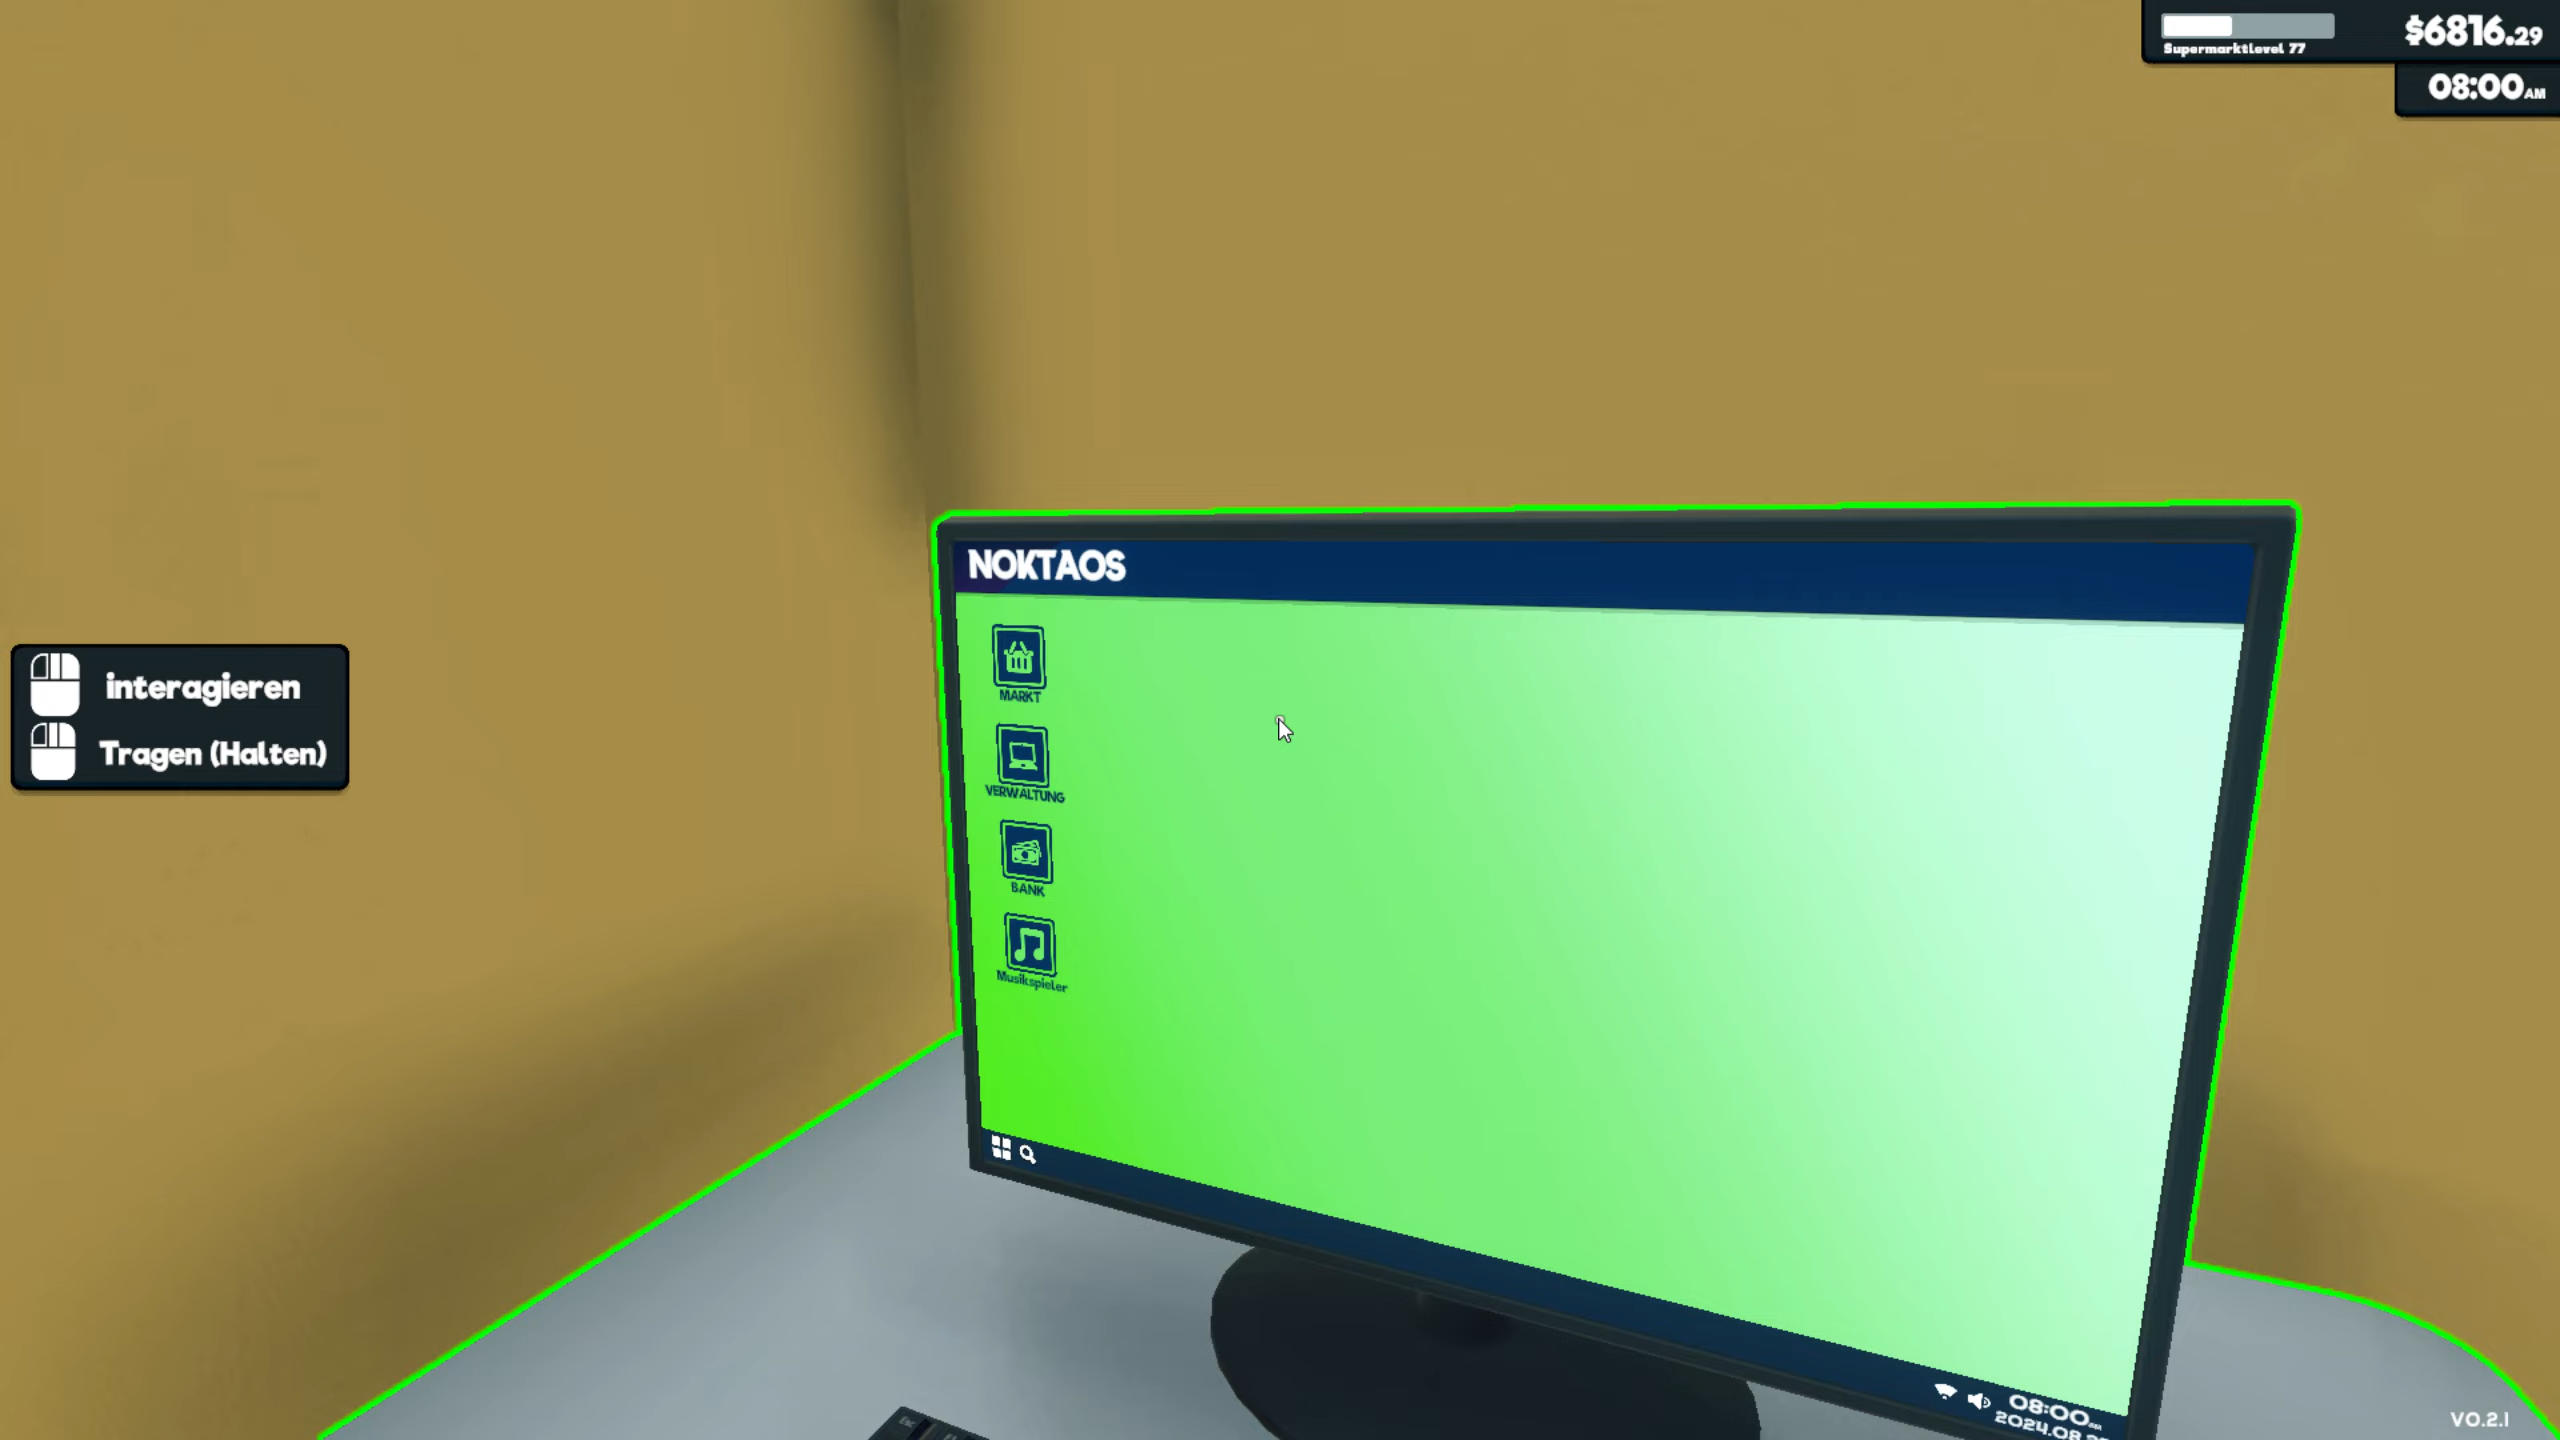 $6816.29
Supermarktlevel 77
08:00AM
NOKTAOS
MARKT
interagieren
Tragen (Halten)
VERWALTUNG
BANK
Musikspieler
08:00
V0.2.1